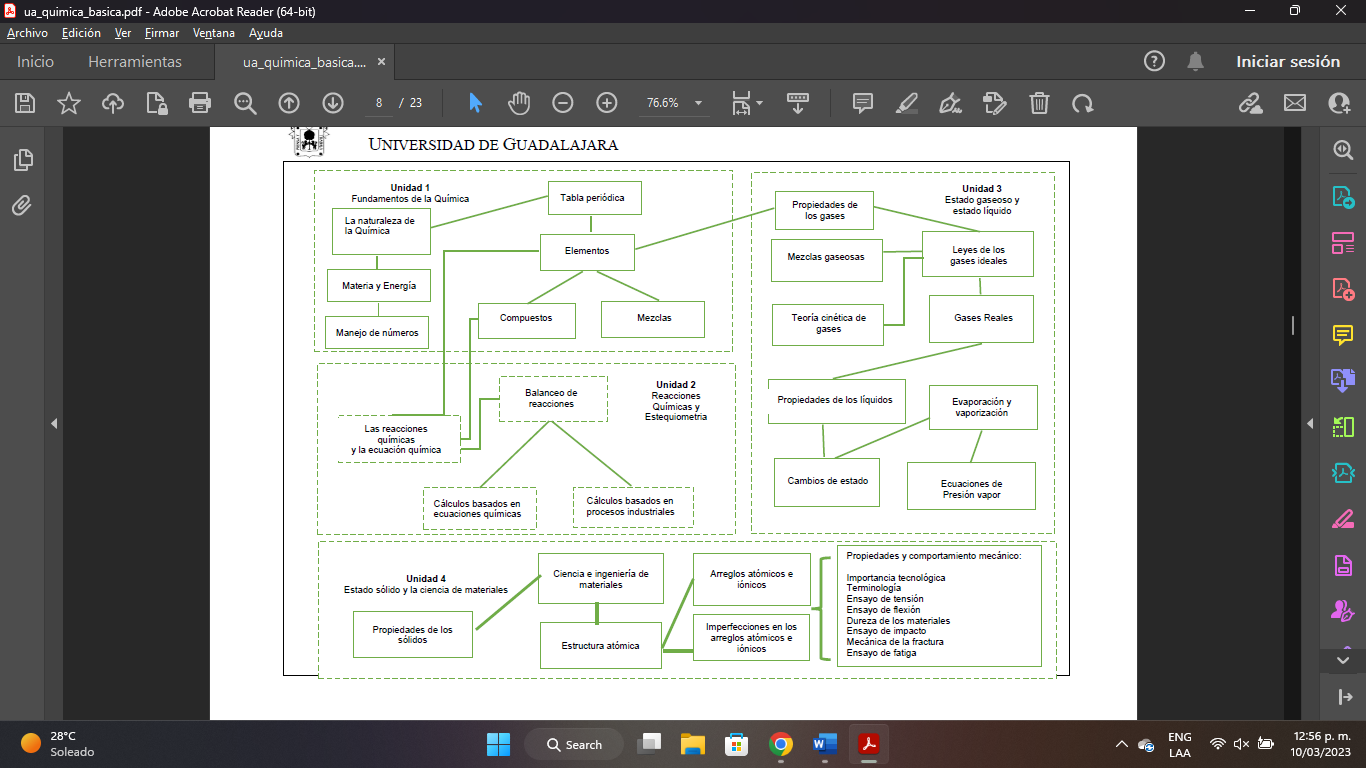 ua_quimica_basica.pdf - Adobe Acrobat Reader (64-bit)
Archivo Edición Ver Firmar Ventana Ayuda
Inicio Herramientas ua_quimica_basica.... × Iniciar sesión
8 / 23 76.6%
UNIVERSIDAD DE GUADALAJARA
Unidad 1
Fundamentos de la Química
Tabla periódica
La naturaleza de
la Química
Elementos
Materia y Energía
Compuestos
Mezclas
Manejo de números
Unidad 2
Reacciones
Químicas y
Estequiometria
Balanceo de
reacciones
Las reacciones
químicas
y la ecuación química
Cálculos basados en
ecuaciones químicas
Cálculos basados en
procesos industriales
Unidad 3
Estado gaseoso y
estado líquido
Propiedades de
los gases
Mezclas gaseosas
Leyes de los
gases ideales
Teoría cinética de
gases
Gases Reales
Propiedades de los líquidos
Evaporación y
vaporización
Cambios de estado
Ecuaciones de
Presión vapor
Unidad 4
Estado sólido y la ciencia de materiales
Propiedades de los
sólidos
Ciencia e ingeniería de
materiales
Estructura atómica
Arreglos atómicos e
iónicos
Imperfecciones en los
arreglos atómicos e
iónicos
Propiedades y comportamiento mecánico:
Importancia tecnológica
Terminología
Ensayo de tensión
Ensayo de flexión
Dureza de los materiales
Ensayo de impacto
Mecánica de la fractura
Ensayo de fatiga
28°C
Soleado
Search
ENG
LAA
12:56 p. m.
10/03/2023